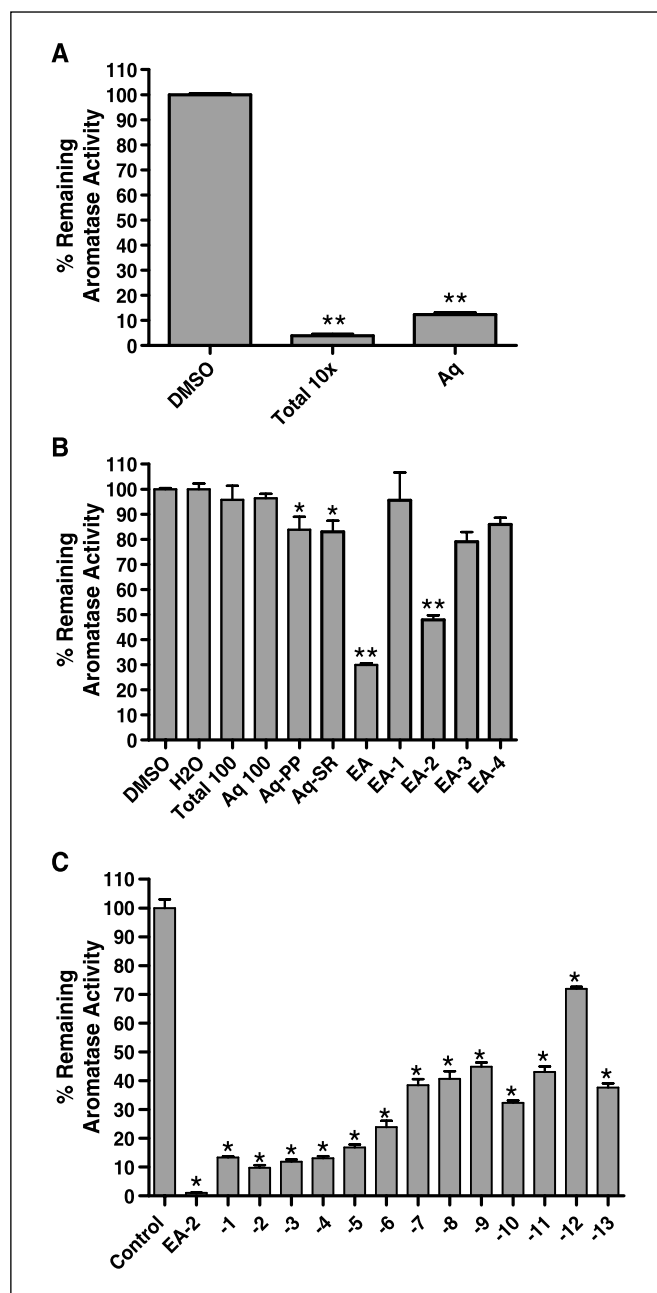 A
% Remaining
Aromatase Activity
110
100
90
80
70
60
50
40
30
20
10
0
**
**
DMSO
Total 10x
Aq
B
% Remaining
Aromatase Activity
110
100
90
80
70
60
50
40
30
20
10
0
*
*
**
**
DMSO
H2O
Total 100
Aq 100
Aq-PP
Aq-SR
EA
EA-1
EA-2
EA-3
EA-4
C
% Remaining
Aromatase Activity
110
100
90
80
70
60
50
40
30
20
10
0
*
*
*
*
*
*
*
*
*
*
*
*
*
*
Control
EA-2
-1
-2
-3
-4
-5
-6
-7
-8
-9
-10
-11
-12
-13